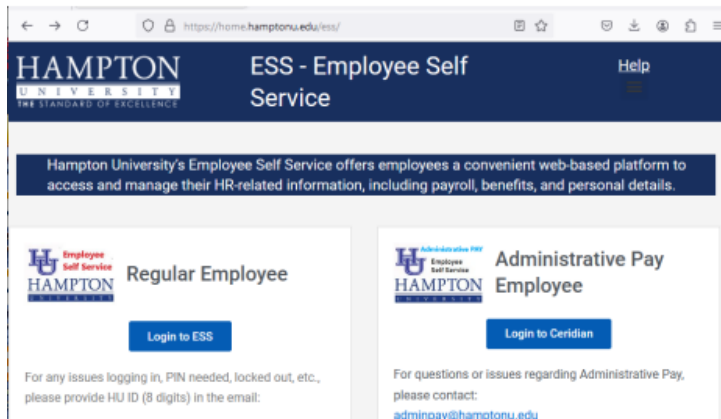 https://home.hamptonu.edu/ess/
HAMPTON
UNIVERSITY
THE STANDARD OF EXCELLENCE
ESS - Employee Self
Service
Help
Hampton University's Employee Self Service offers employees a convenient web-based platform to
access and manage their HR-related information, including payroll, benefits, and personal details.
Employee
Self Service
HU
HAMPTON
UNIVERSITY
Regular Employee
Login to ESS
For any issues logging in, PIN needed, locked out, etc.,
please provide HU ID (8 digits) in the email:
Administrative PAY
Employee
Self Service
HU
HAMPTON
UNIVERSITY
Administrative Pay
Employee
Login to Ceridian
For questions or issues regarding Administrative Pay,
please contact:
adminpay@hamptonu.edu